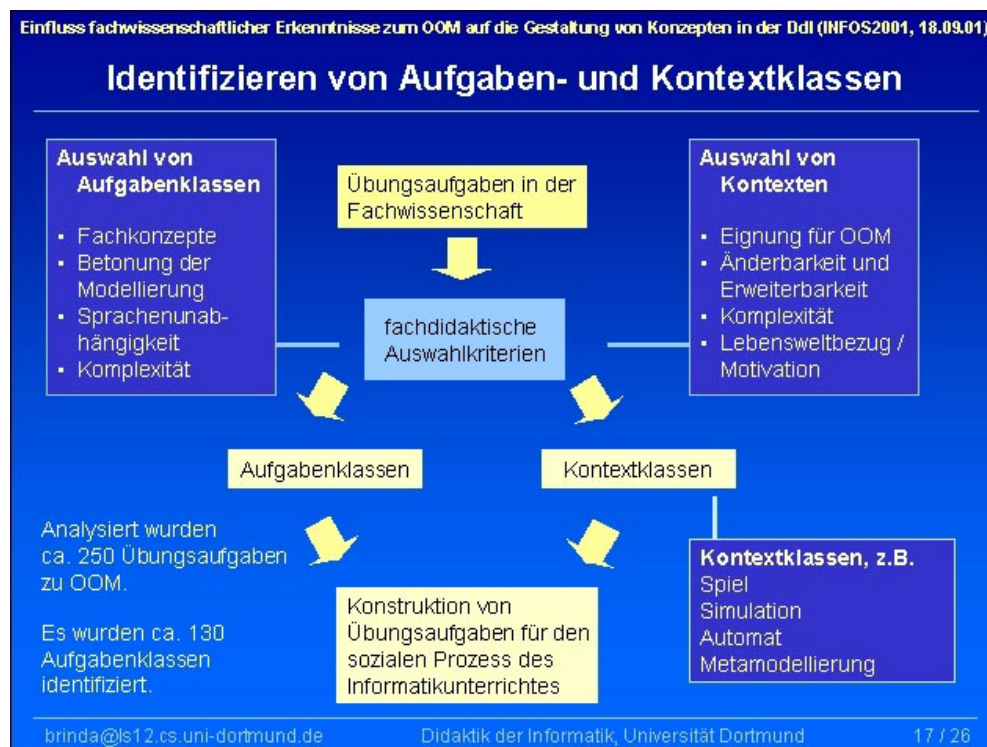 Einfluss fachwissenschaftlicher Erkenntnisse zum OOM auf die Gestaltung von Konzepten in der DdI (INFOS2001, 18.09.01)
Identifizieren von Aufgaben- und Kontextklassen
Auswahl von
Aufgabenklassen
▪ Fachkonzepte
▪ Betonung der
Modellierung
▪ Sprachenunab-
hängigkeit
▪ Komplexität
Übungsaufgaben in der
Fachwissenschaft
Auswahl von
Kontexten
▪ Eignung für OOM
▪ Änderbarkeit und
Erweiterbarkeit
▪ Komplexität
▪ Lebensweltbezug /
Motivation
fachdidaktische
Auswahlkriterien
Aufgabenklassen
Kontextklassen
Analysiert wurden
ca. 250 Übungsaufgaben
zu OOM.
Es wurden ca. 130
Aufgabenklassen
identifiziert.
Konstruktion von
Übungsaufgaben für den
sozialen Prozess des
Informatikunterrichtes
Kontextklassen, z.B.
Spiel
Simulation
Automat
Metamodellierung
brinda@ls12.cs.uni-dortmund.de
Didaktik der Informatik, Universität Dortmund
17 / 26